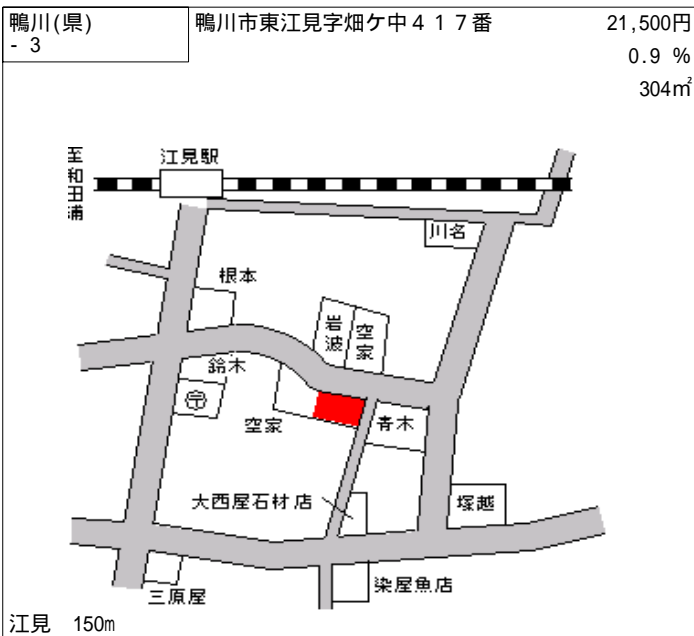 鴨川(県)
- 3
鴨川市東江見字畑ケ中４１７番
21,500円
0.9 %
304㎡
至和田浦
江見駅
川名
根本
岩波
空家
鈴木
〒
空家
青木
大西屋石材店
塚越
三原屋
染屋魚店
江見 150m